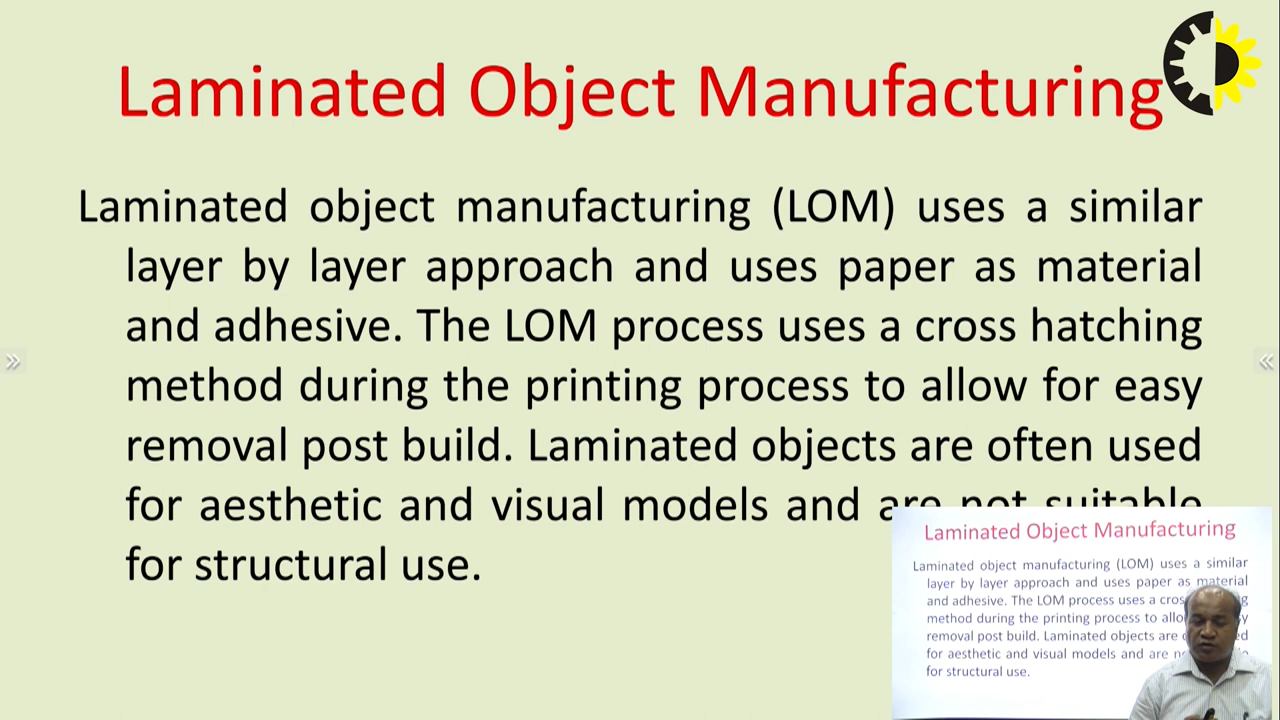 Laminated Object Manufacturing
Laminated object manufacturing (LOM) uses a similar
layer by layer approach and uses paper as material
and adhesive. The LOM process uses a cross hatching
method during the printing process to allow for easy
removal post build. Laminated objects are often used
for aesthetic and visual models and are not suitable
for structural use.
Laminated Object Manufacturing
Laminated object manufacturing (LOM) uses a similar
layer by layer approach and uses paper as material
and adhesive. The LOM process uses a
method during the printing process to
removal post build. Laminated objects are
for aesthetic and visual models and are
for structural use.